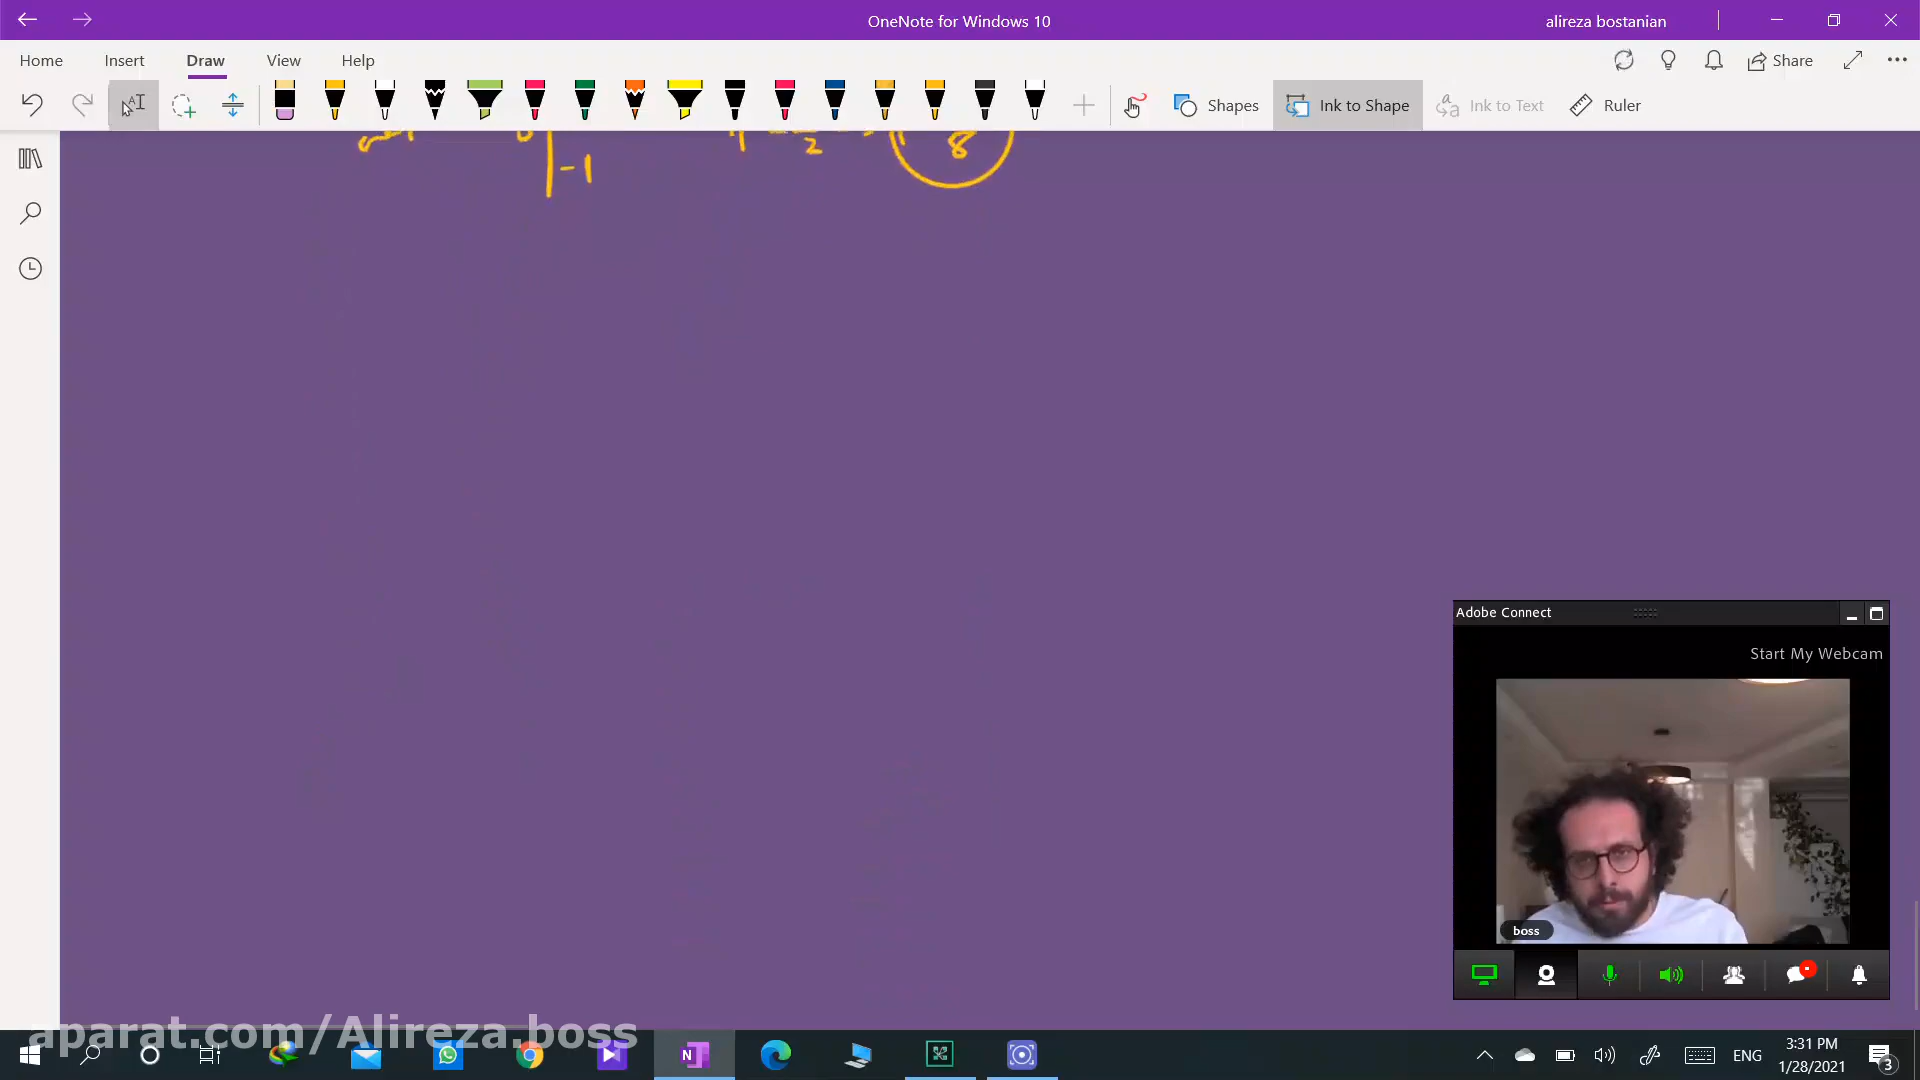 OneNote for Windows 10
alireza bostanian
Home Insert Draw View Help
Share
Shapes
Ink to Shape
Ink to Text
Ruler
-1
2
8
Adobe Connect
Start My Webcam
boss
aparat.com/Alireza.boss
ENG
3:31 PM
1/28/2021
3